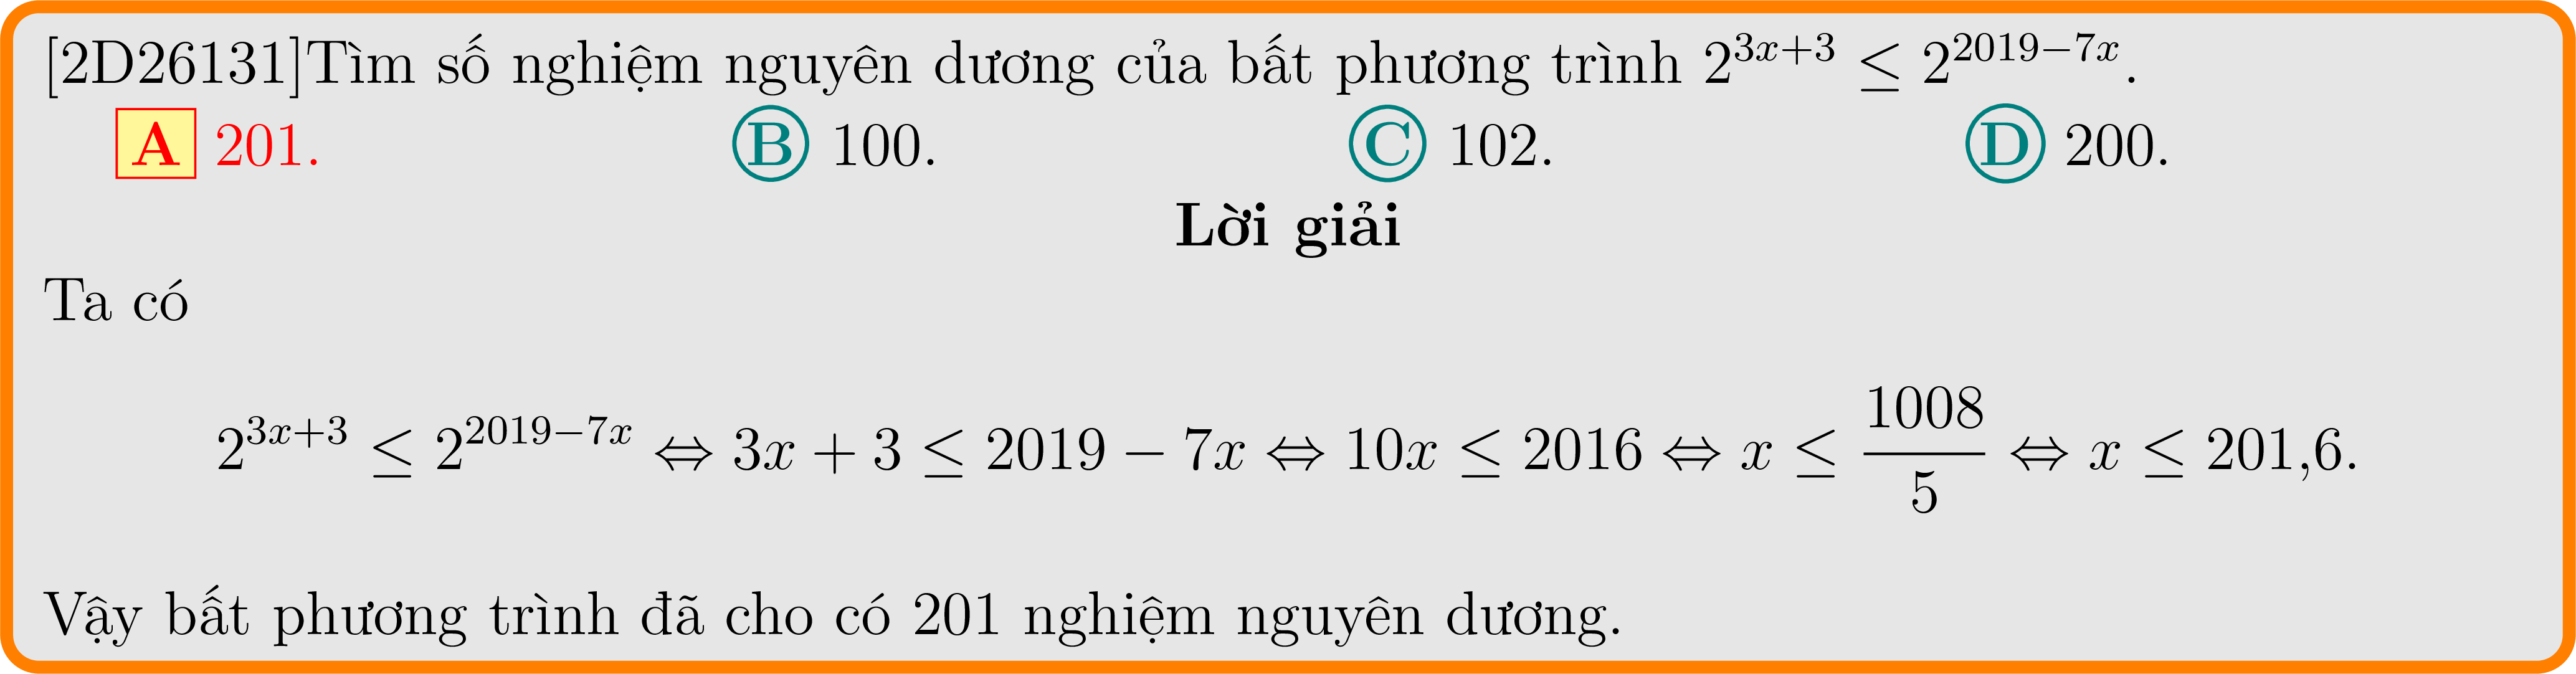 [2D26131]Tìm số nghiệm nguyên dương của bất phương trình $2^{3x+3} \leq 2^{2019-7x}$.
A 201. B 100. C 102. D 200.
Lời giải
Ta có
$2^{3x+3} \leq 2^{2019-7x} \Leftrightarrow 3x + 3 \leq 2019 - 7x \Leftrightarrow 10x \leq 2016 \Leftrightarrow x \leq \frac{1008}{5} \Leftrightarrow x \leq 201{,}6.$
Vậy bất phương trình đã cho có 201 nghiệm nguyên dương.